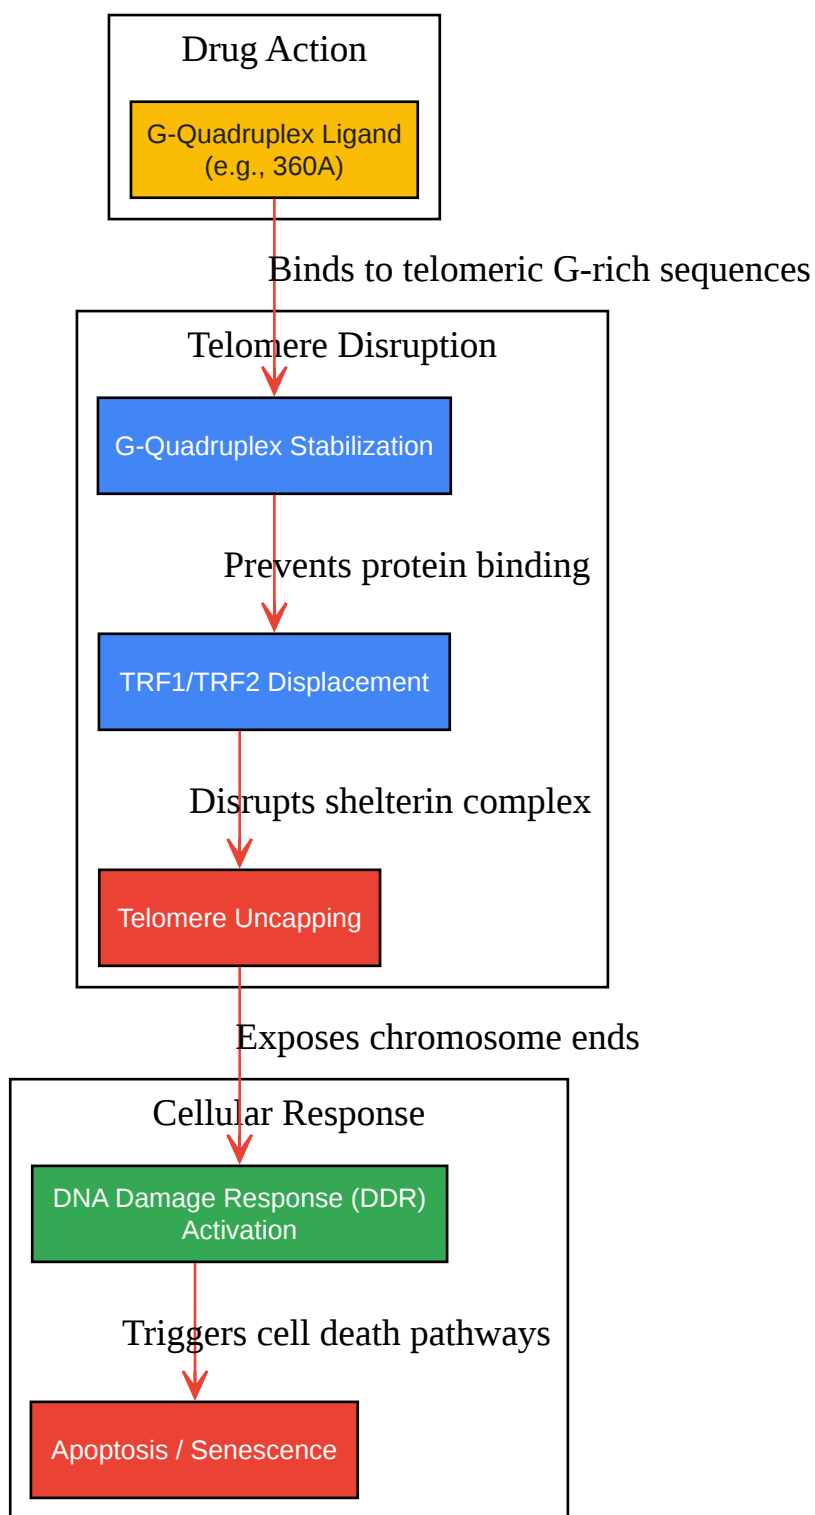 Drug Action
G-Quadruplex Ligand
(e.g., 360A)
Binds to telomeric G-rich sequences
Telomere Disruption
G-Quadruplex Stabilization
Prevents protein binding
TRF1/TRF2 Displacement
Disrupts shelterin complex
Telomere Uncapping
Exposes chromosome ends
Cellular Response
DNA Damage Response (DDR)
Activation
Triggers cell death pathways
Apoptosis / Senescence